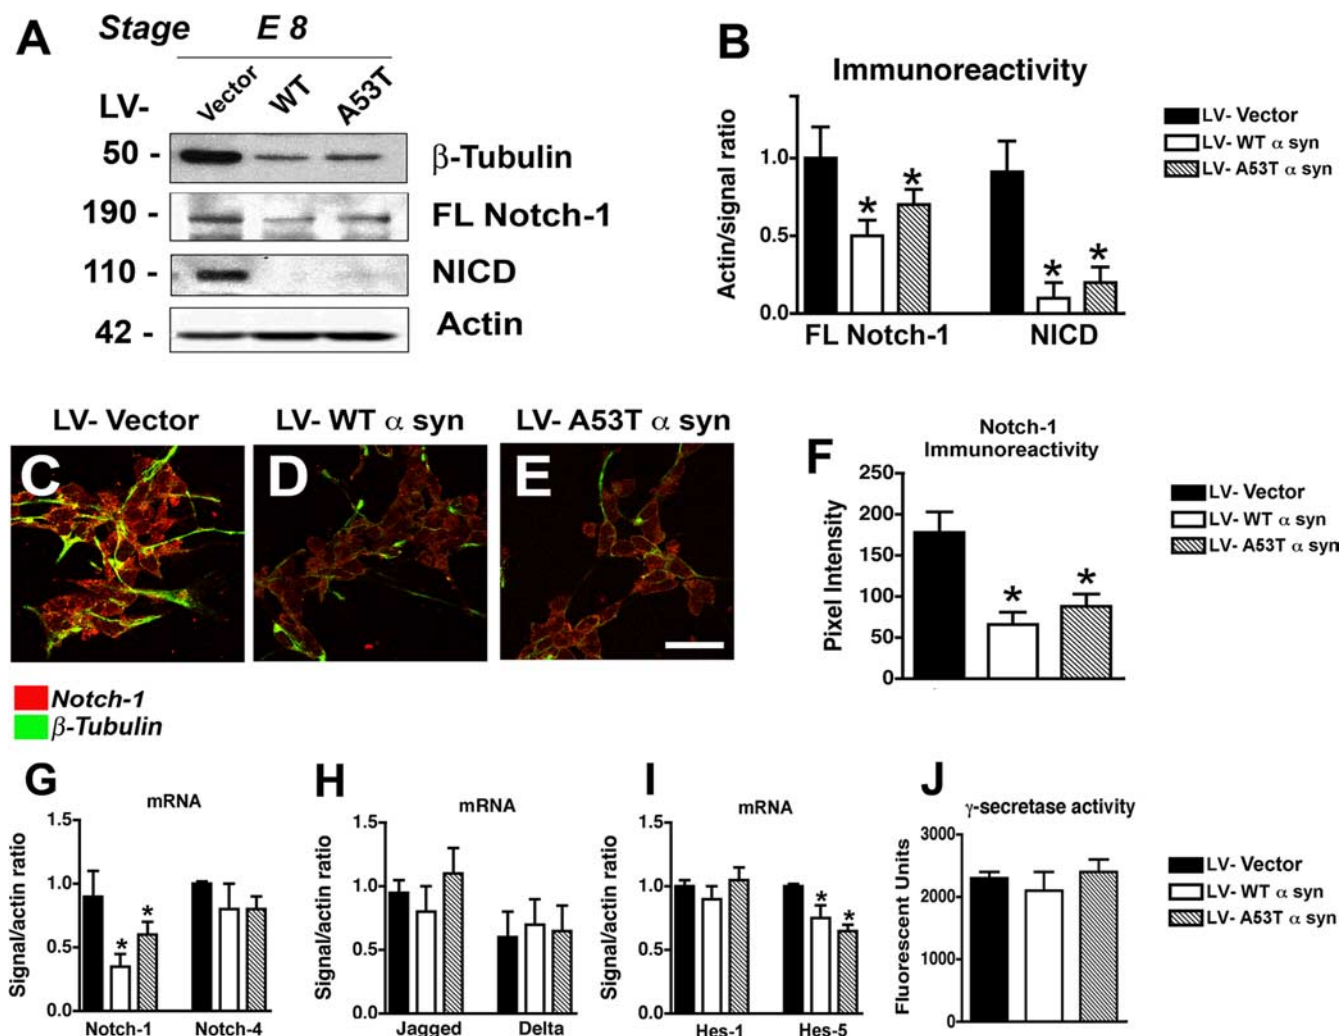 A
Stage E 8
LV- Vector WT A53T
50 - β-Tubulin
190 - FL Notch-1
110 - NICD
42 - Actin
B
Immunoreactivity
Actin/signal ratio
1.0
0.5
0.0
* * * *
FL Notch-1 NICD
LV- Vector
LV- WT α syn
LV- A53T α syn
LV- Vector LV- WT α syn LV- A53T α syn
C D E
Notch-1
β-Tubulin
F
Notch-1
Immunoreactivity
Pixel Intensity
250
200
150
100
50
0
* *
LV- Vector
LV- WT α syn
LV- A53T α syn
G
mRNA
Signal/actin ratio
1.5
1.0
0.5
0.0
* *
Notch-1 Notch-4
H
mRNA
Signal/actin ratio
1.5
1.0
0.5
0.0
Jagged Delta
I
mRNA
Signal/actin ratio
1.5
1.0
0.5
0.0
* *
Hes-1 Hes-5
J
γ-secretase activity
Fluorescent Units
3000
2000
1000
0
LV- Vector
LV- WT α syn
LV- A53T α syn